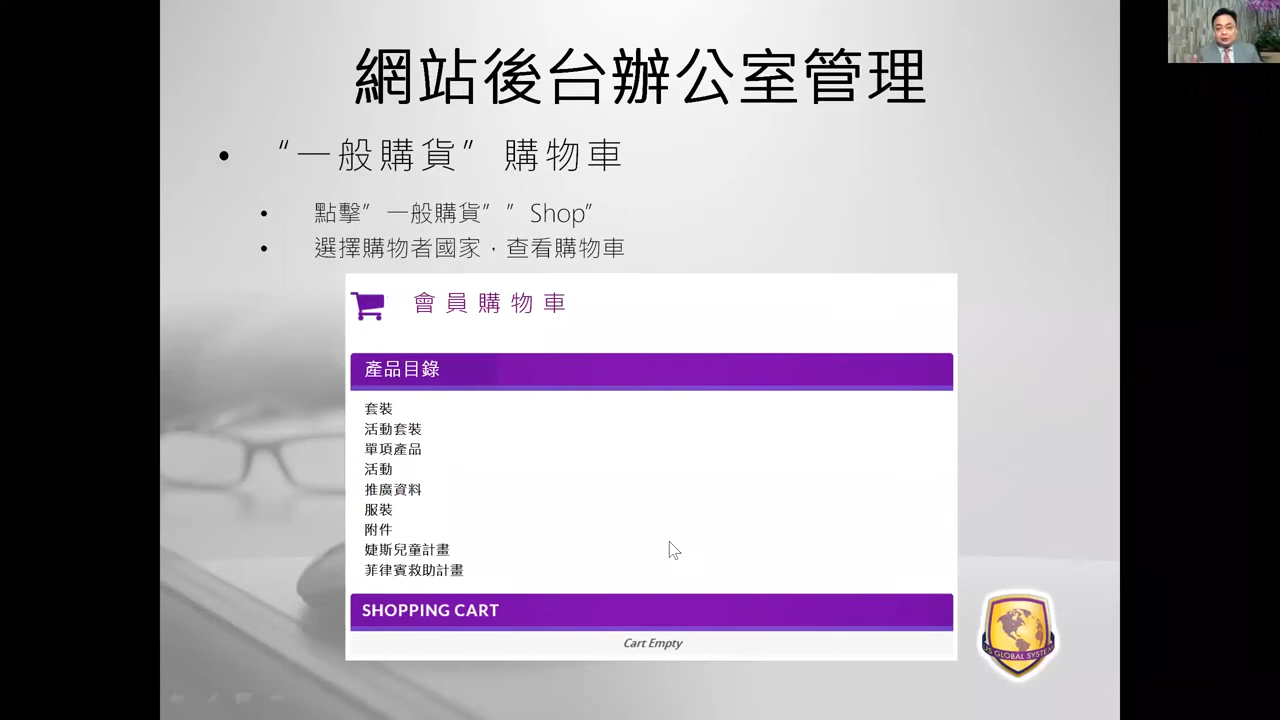 網站後台辦公室管理
• “一般購貨” 購物車
• 點擊”一般購貨””Shop”
• 選擇購物者國家，查看購物車
會員購物車
產品目錄
套裝
活動套裝
單項產品
活動
推廣資料
服裝
附件
婕斯兒童計畫
菲律賓救助計畫
SHOPPING CART
Cart Empty
GLOBAL SYSTEM